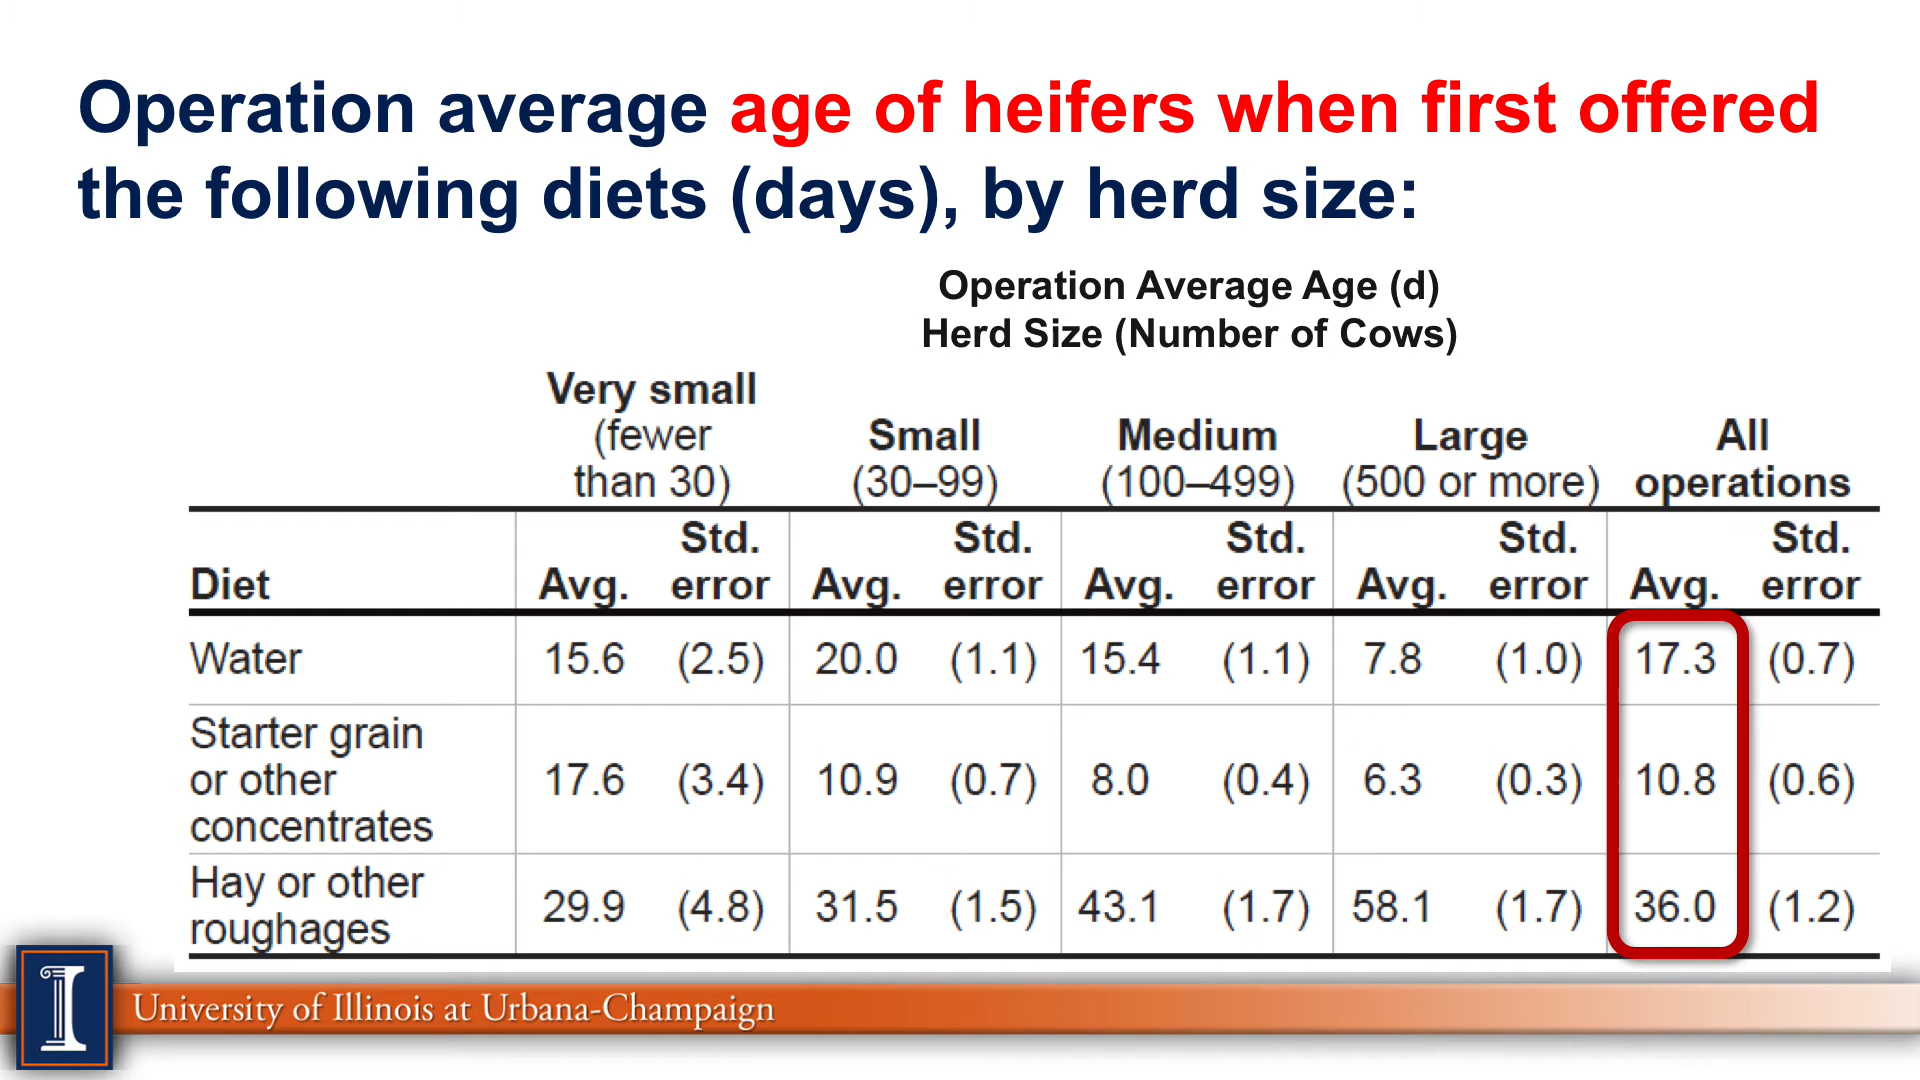 Operation average age of heifers when first offered
the following diets (days), by herd size:
Operation Average Age (d)
Herd Size (Number of Cows)
Very small (fewer than 30) Small (30–99) Medium (100–499) Large (500 or more) All operations
Diet Avg. Std. error Avg. Std. error Avg. Std. error Avg. Std. error Avg. Std. error
Water 15.6 (2.5) 20.0 (1.1) 15.4 (1.1) 7.8 (1.0) 17.3 (0.7)
Starter grain or other concentrates 17.6 (3.4) 10.9 (0.7) 8.0 (0.4) 6.3 (0.3) 10.8 (0.6)
Hay or other roughages 29.9 (4.8) 31.5 (1.5) 43.1 (1.7) 58.1 (1.7) 36.0 (1.2)
I University of Illinois at Urbana-Champaign